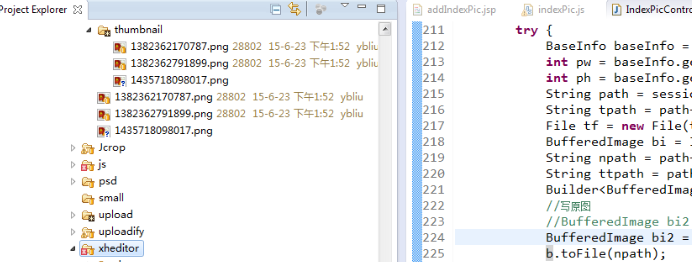 Project Explorer
thumbnail
1382362170787.png 28802 15-6-23 下午1:52 ybliu
1382362791899.png 28802 15-6-23 下午1:52 ybliu
1435718098017.png
1382362170787.png 28802 15-6-23 下午1:52 ybliu
1382362791899.png 28802 15-6-23 下午1:52 ybliu
1435718098017.png
Jcrop
js
psd
small
upload
uploadify
xheditor
addIndexPic.jsp
index.js
IndexPicContro
211 try {
212 BaseInfo baseInfo =
213 int pw = baseInfo.ge
214 int ph = baseInfo.ge
215 String path = sessio
216 String tpath = path+
217 File tf = new File(t
218 BufferedImage bi = I
219 String npath = path+
220 String ttpath = path
221 Builder<BufferedImag
222 //写原图
223 //BufferedImage bi2
224 BufferedImage bi2 =
225 b.toFile(npath);